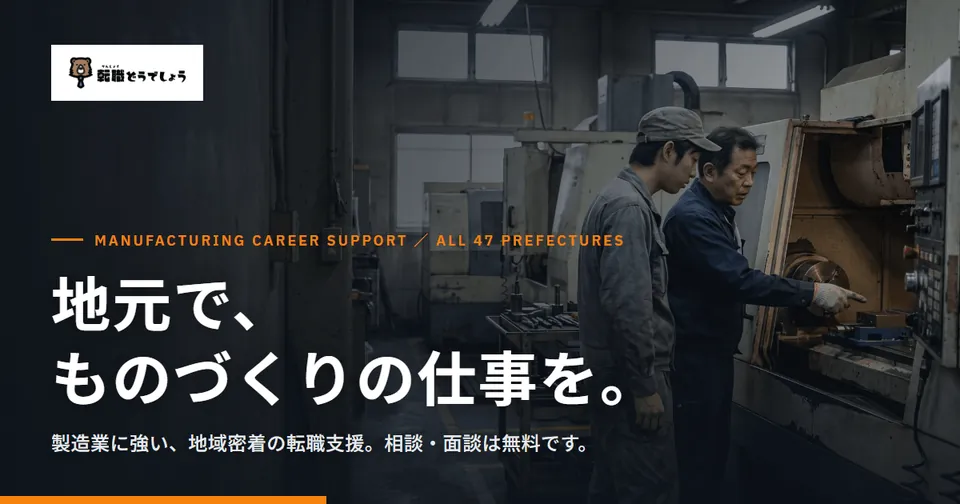 転職どうでしょう
MANUFACTURING CAREER SUPPORT ／ ALL 47 PREFECTURES
地元で、
ものづくりの仕事を。
製造業に強い、地域密着の転職支援。相談・面談は無料です。